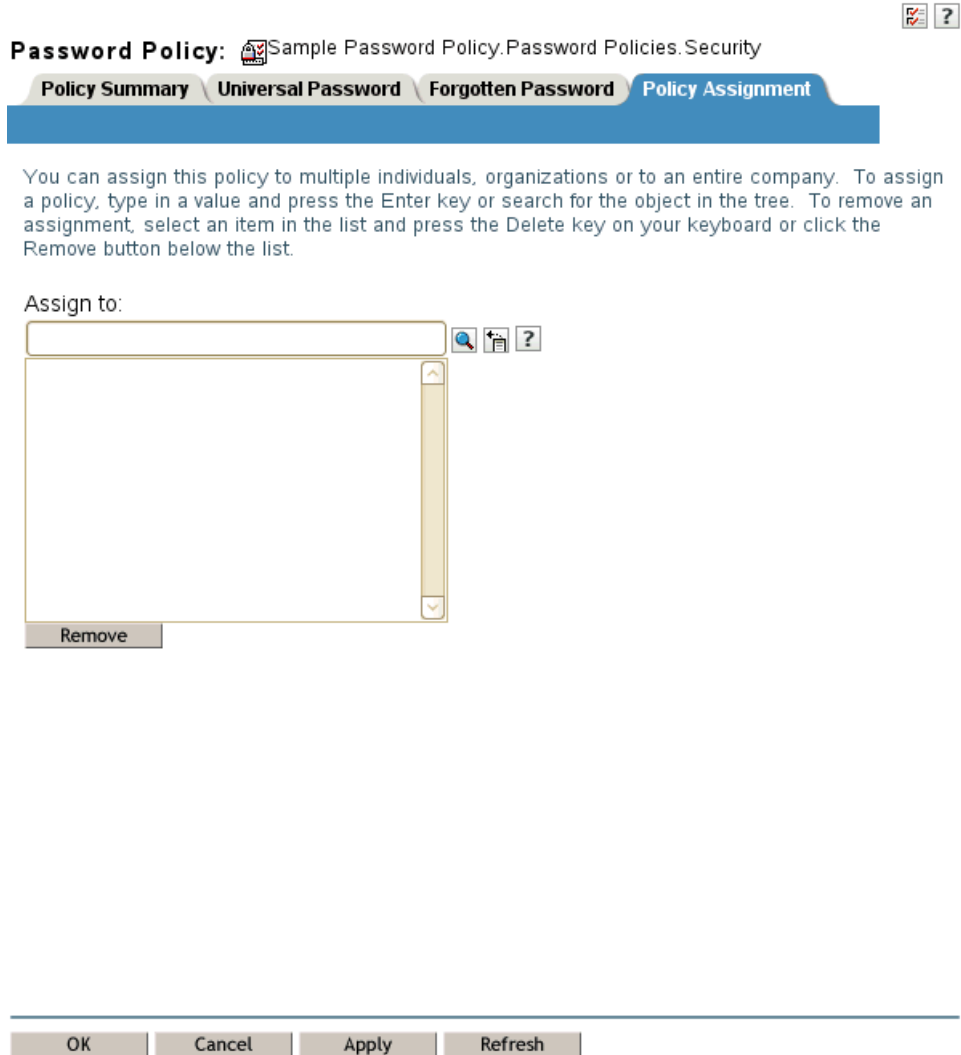 ?
Password Policy: Sample Password Policy.Password Policies.Security
Policy Summary Universal Password Forgotten Password Policy Assignment
You can assign this policy to multiple individuals, organizations or to an entire company. To assign
a policy, type in a value and press the Enter key or search for the object in the tree. To remove an
assignment, select an item in the list and press the Delete key on your keyboard or click the
Remove button below the list.
Assign to:
?
Remove
OK Cancel Apply Refresh